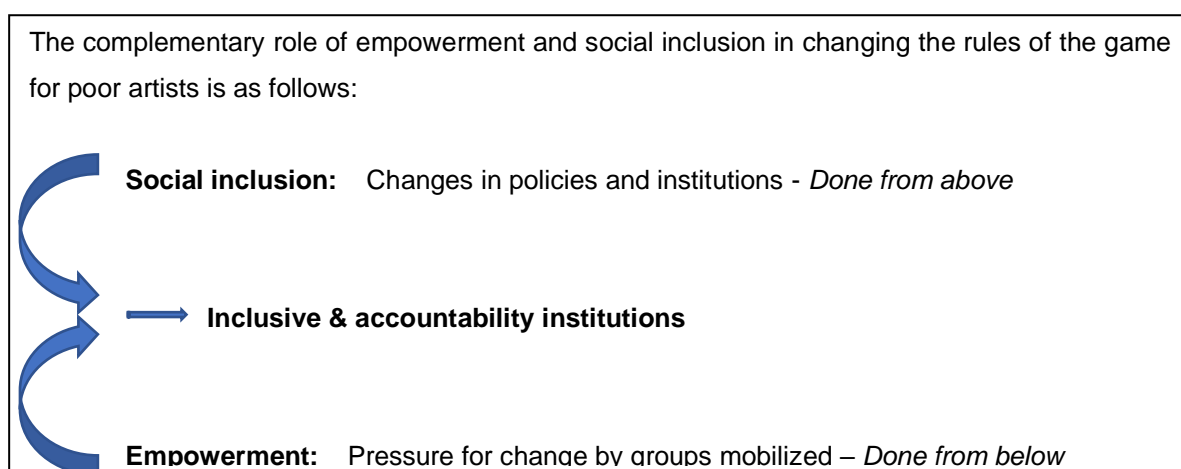 The complementary role of empowerment and social inclusion in changing the rules of the game
for poor artists is as follows:
Social inclusion: Changes in policies and institutions - Done from above
Inclusive & accountability institutions
Empowerment: Pressure for change by groups mobilized – Done from below